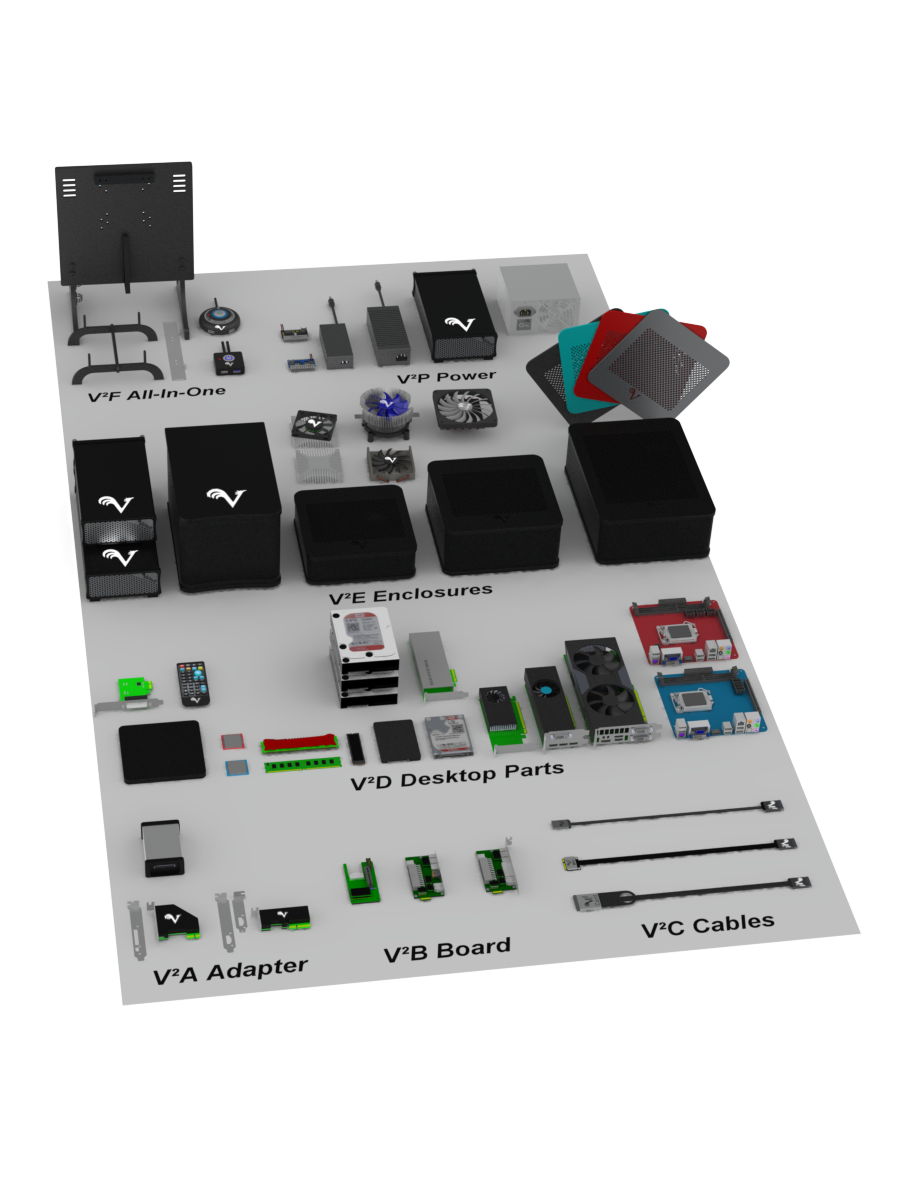 V²F All-In-One
V²P Power
V²E Enclosures
V²D Desktop Parts
V²C Cables
V²B Board
V²A Adapter